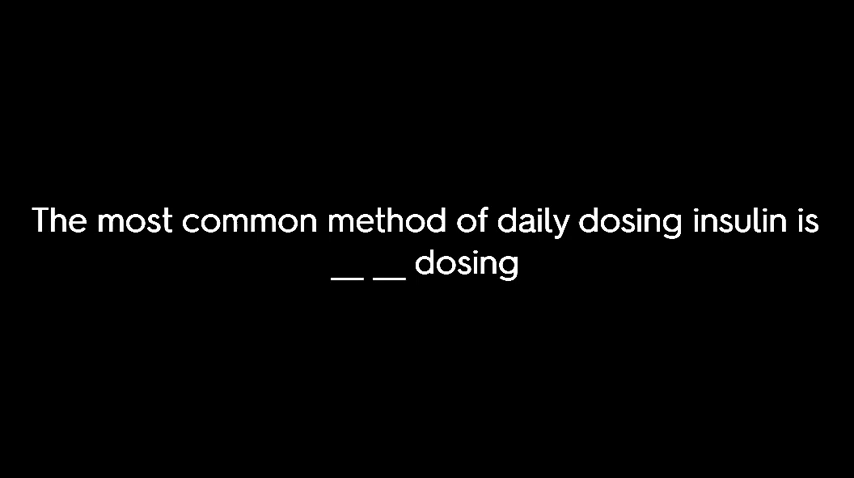 The most common method of daily dosing insulin is
__ __ dosing